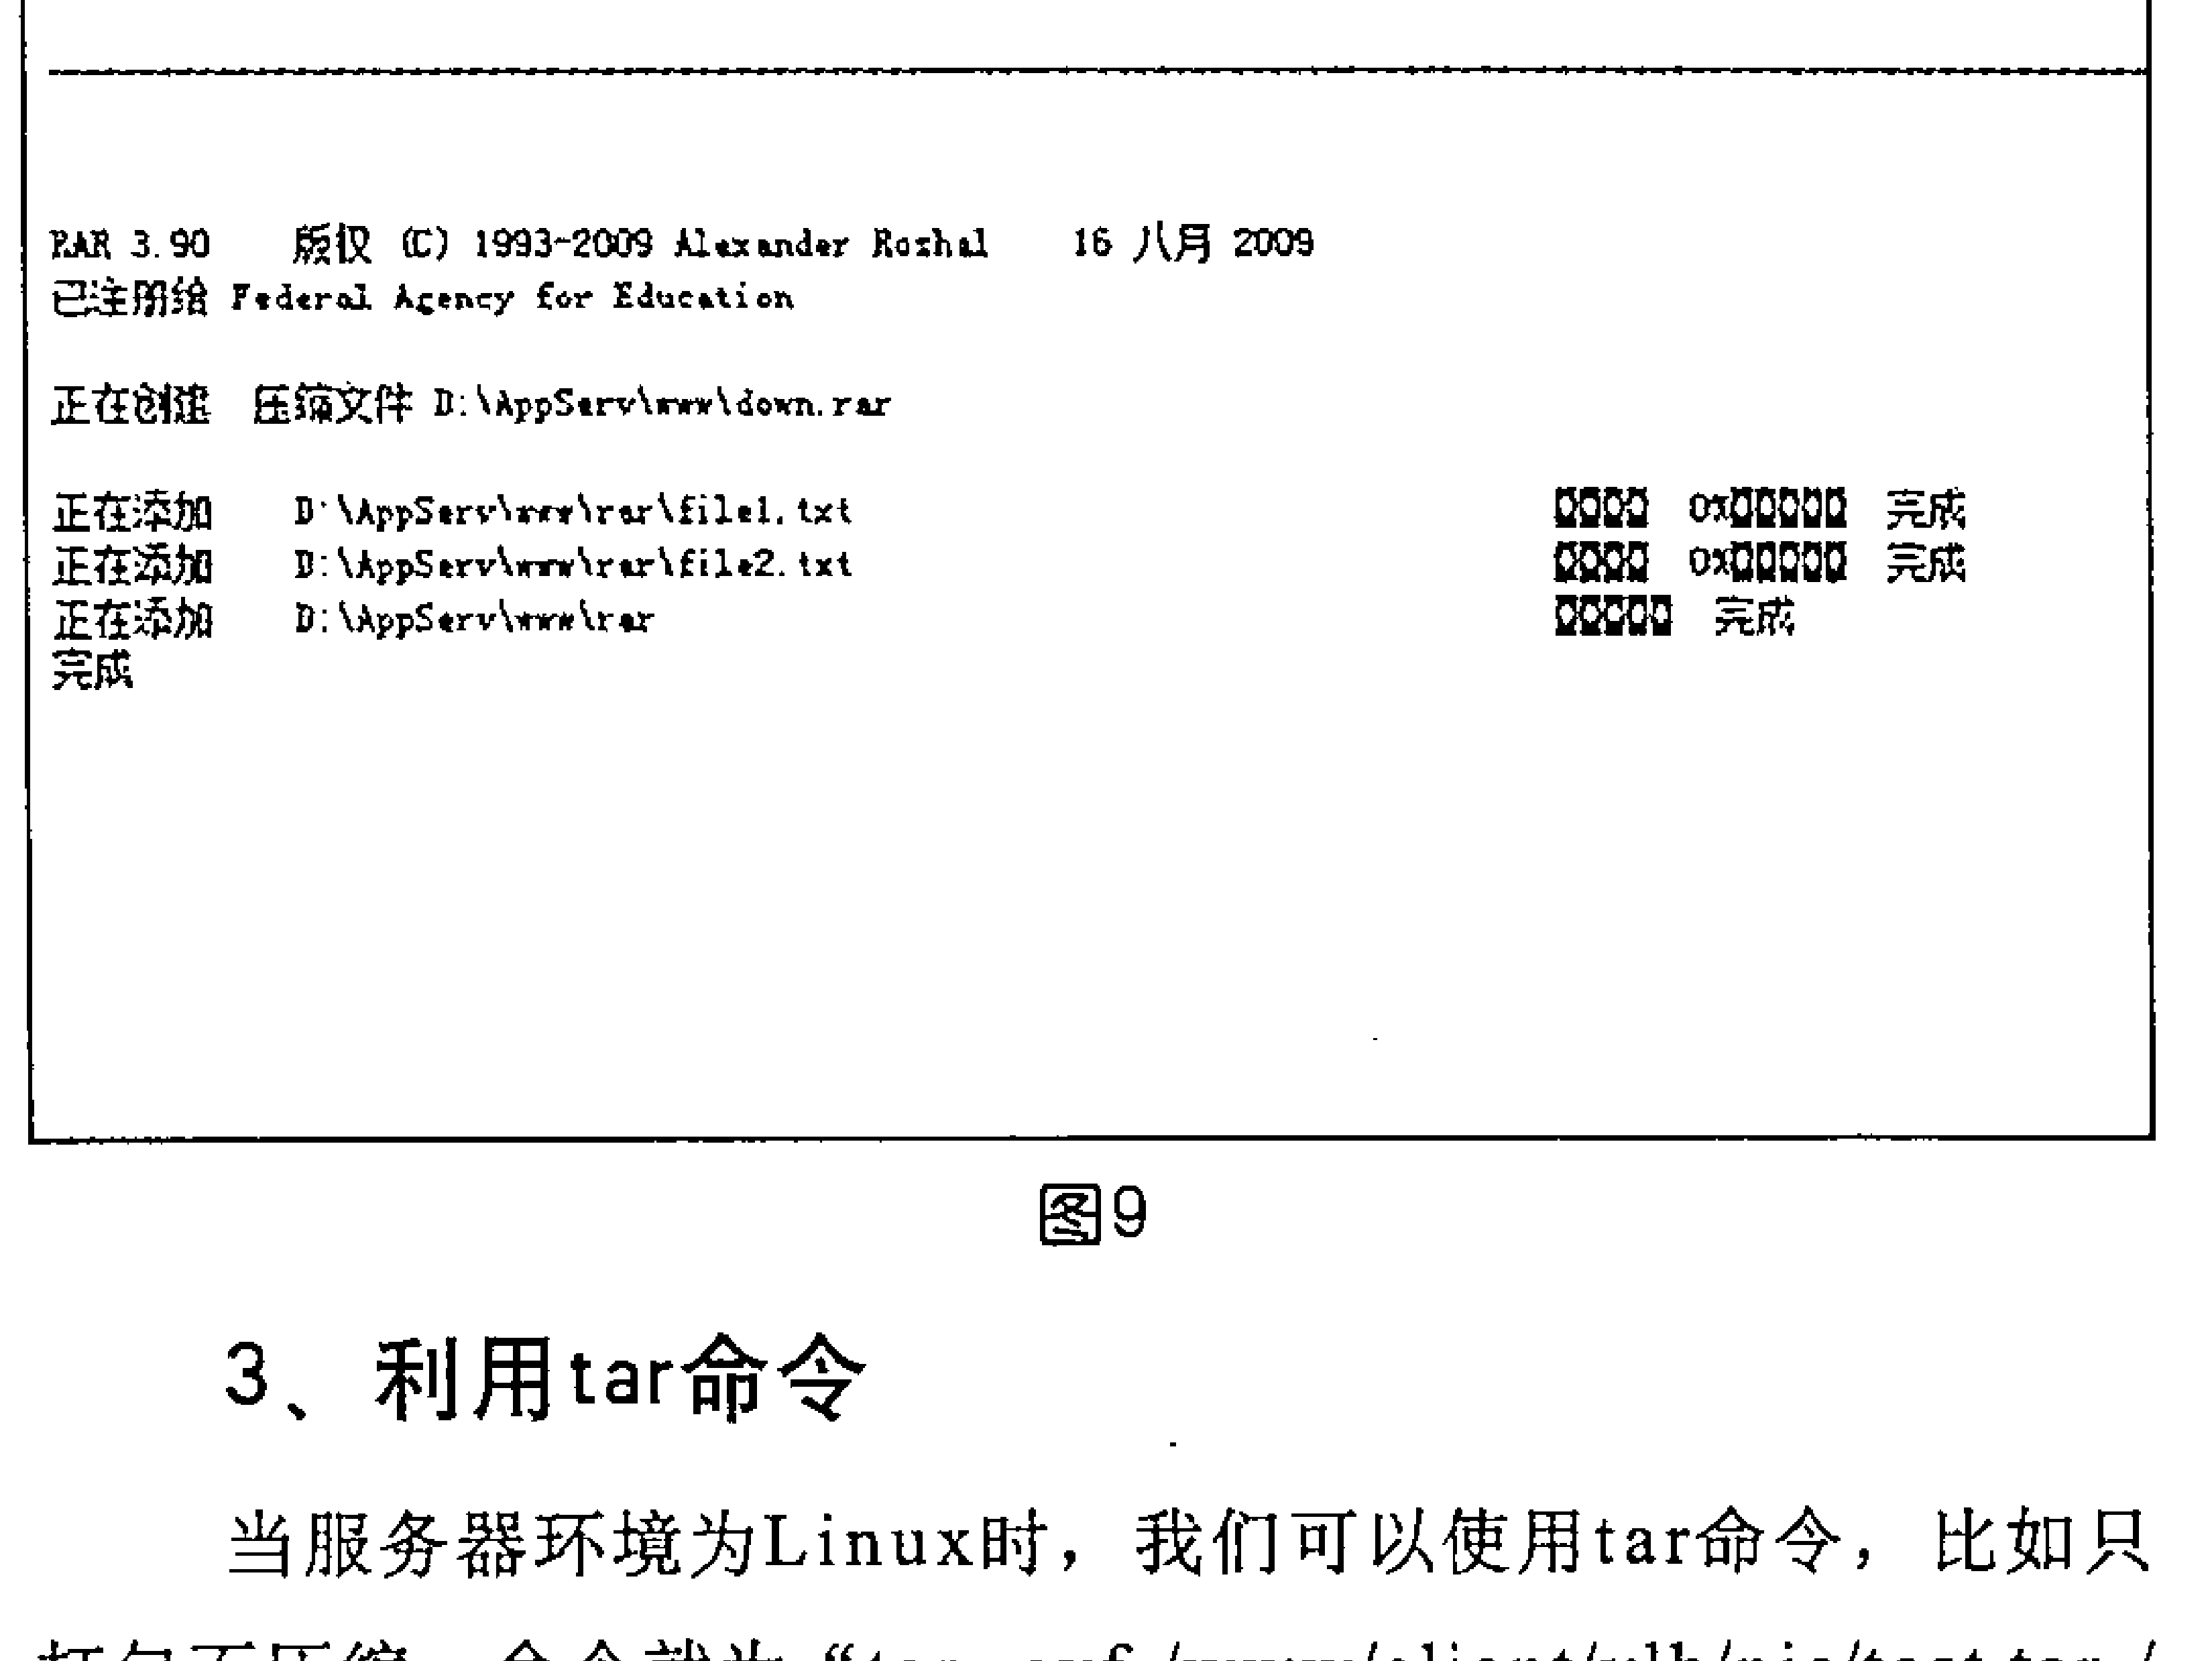 RAR 3.90 版权 (C) 1993-2009 Alexander Roshal 16 八月 2009
已注册给 Federal Agency for Education
正在创建 压缩文件 D:\AppServ\www\down.rar
正在添加 D:\AppServ\www\rar\file1.txt 0% 完成
正在添加 D:\AppServ\www\rar\file2.txt 0% 完成
正在添加 D:\AppServ\www\rar 完成
完成
图9
3、利用tar命令
当服务器环境为Linux时，我们可以使用tar命令，比如只